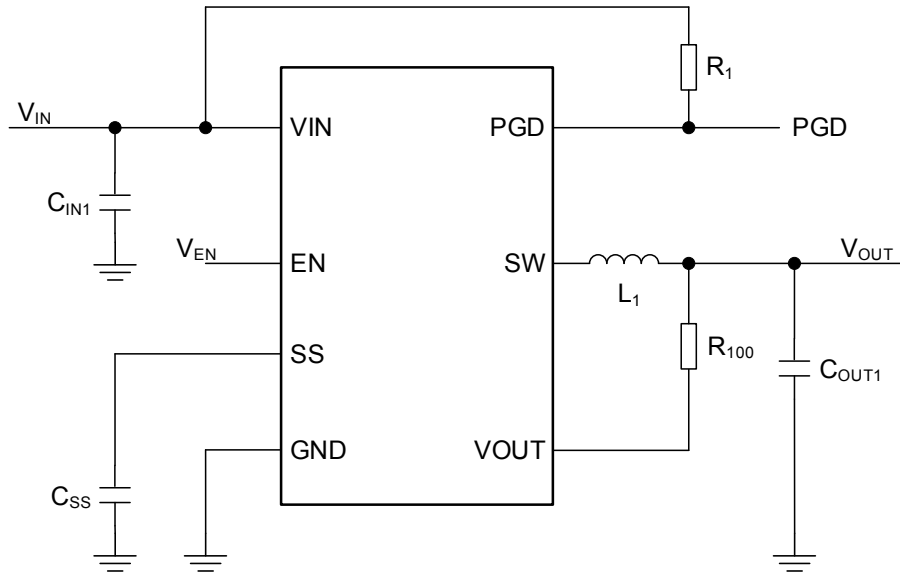 R1
VIN
VIN
PGD
PGD
CIN1
VEN
EN
SW
L1
VOUT
SS
R100
COUT1
GND
VOUT
CSS